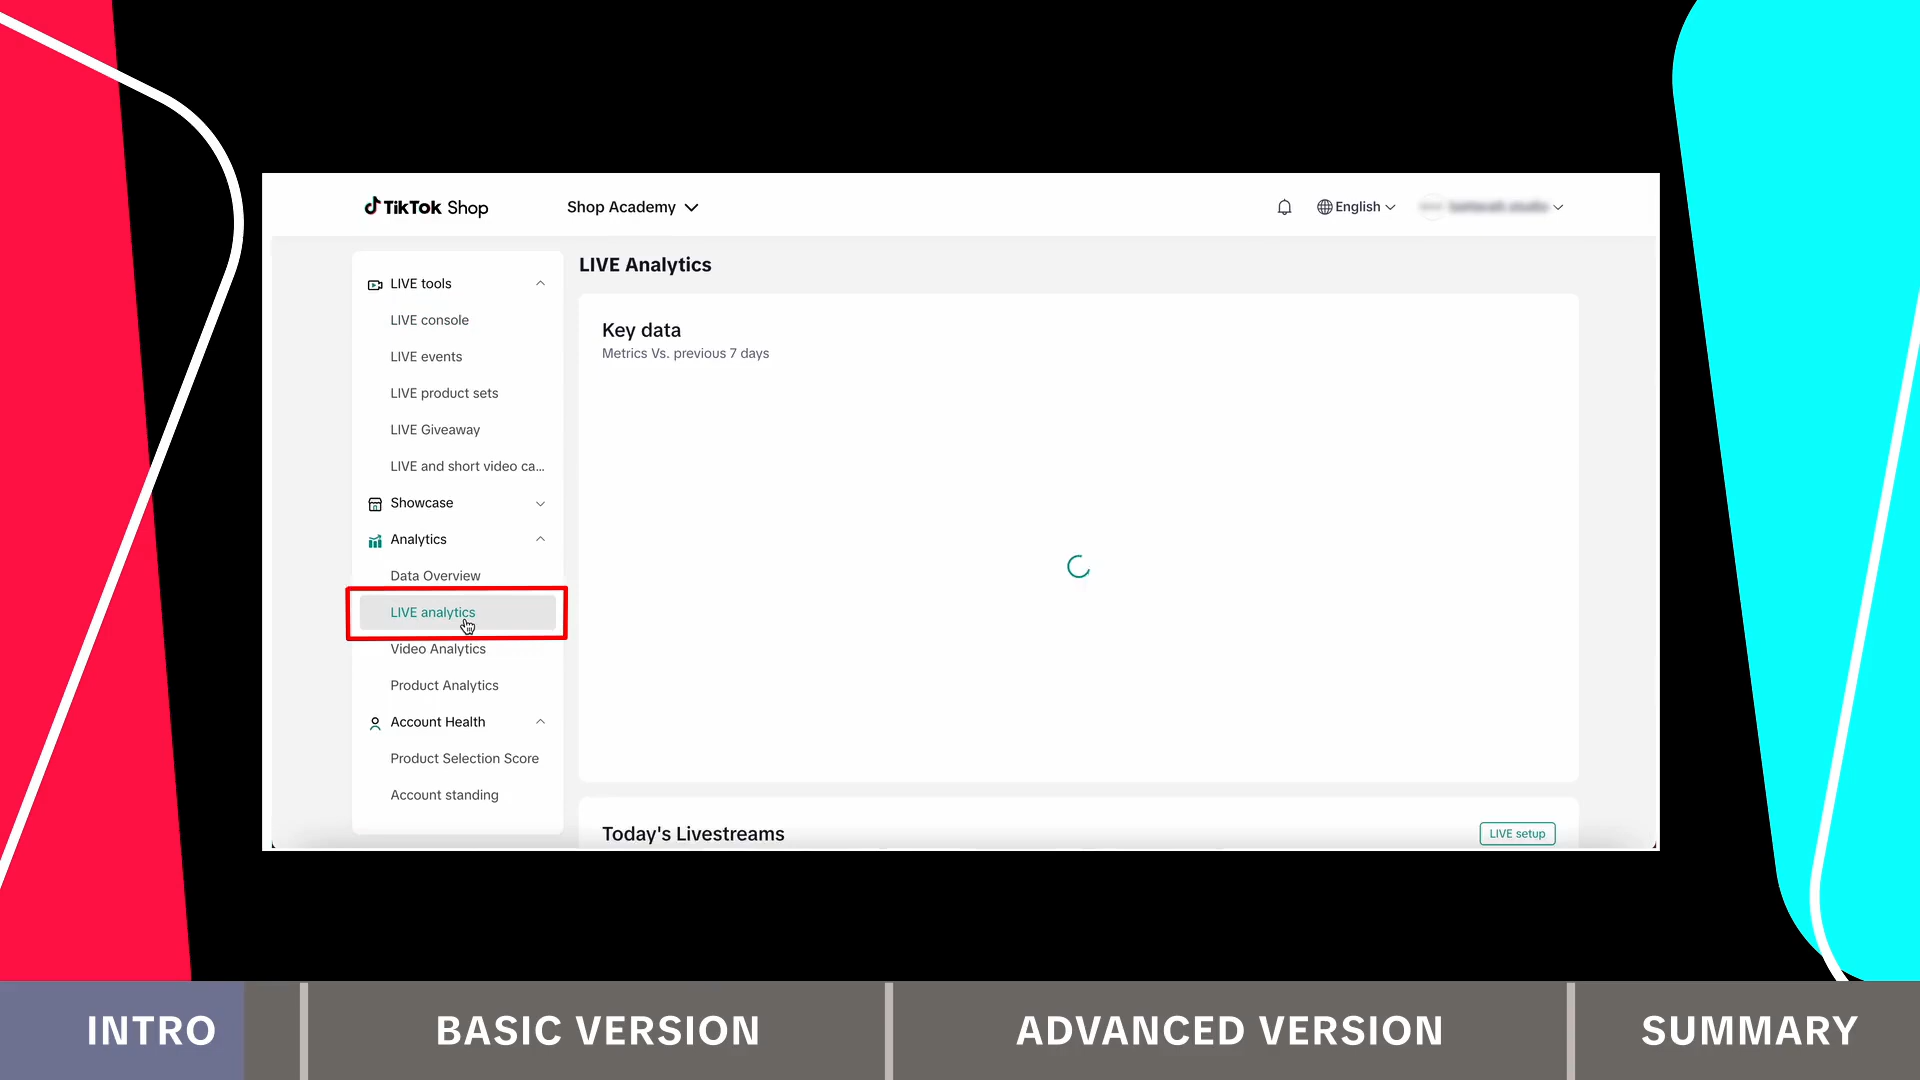 TikTok Shop
Shop Academy
English
LIVE tools
LIVE console
LIVE events
LIVE product sets
LIVE Giveaway
LIVE and short video ca...
Showcase
Analytics
Data Overview
LIVE analytics
Video Analytics
Product Analytics
Account Health
Product Selection Score
Account standing
LIVE Analytics
Key data
Metrics Vs. previous 7 days
Today's Livestreams
LIVE setup
INTRO
BASIC VERSION
ADVANCED VERSION
SUMMARY